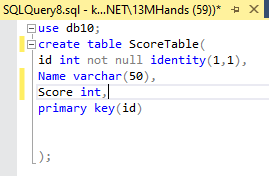 SQLQuery8.sql - k...NET\13MHands (59))*
use db10;
create table ScoreTable(
id int not null identity(1,1),
Name varchar(50),
Score int,
primary key(id)
);